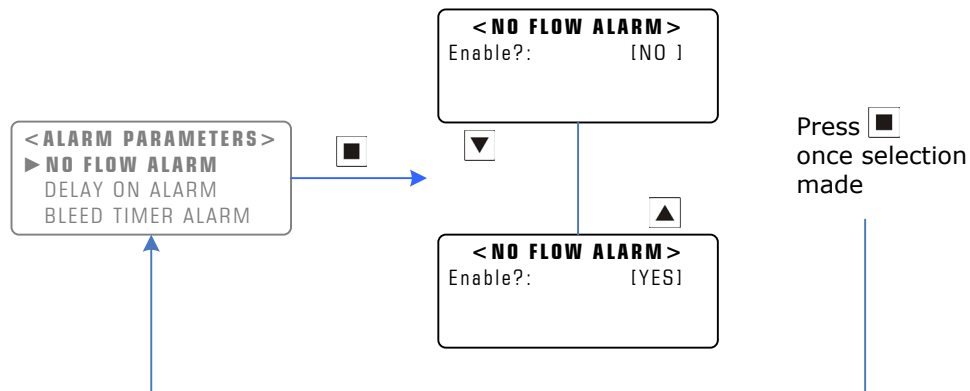 <NO FLOW ALARM>
Enable?: [NO ]
<ALARM PARAMETERS>
►NO FLOW ALARM
DELAY ON ALARM
BLEED TIMER ALARM
Press ■
once selection
made
<NO FLOW ALARM>
Enable?: [YES]